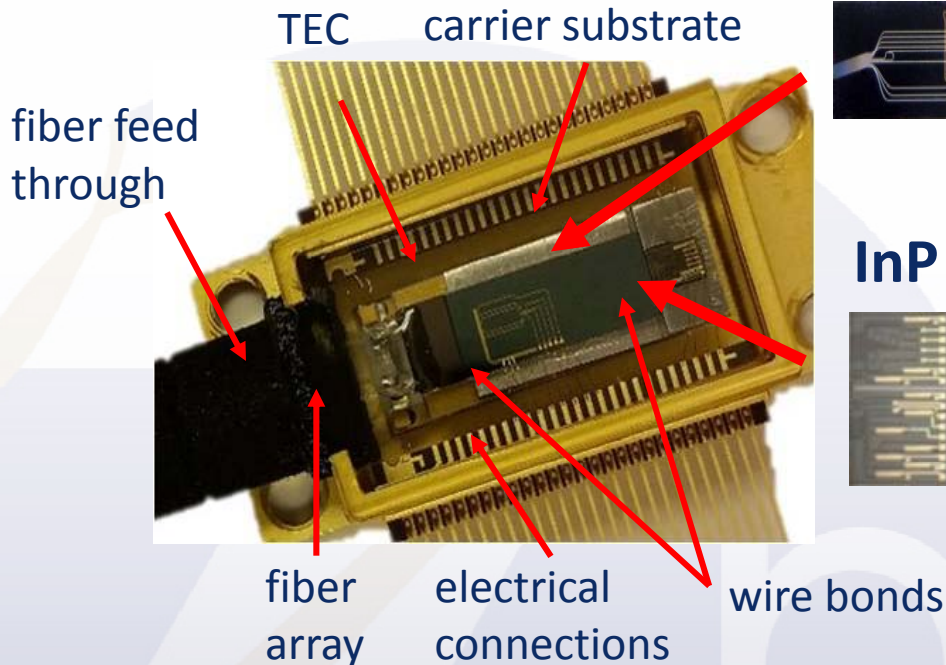 TEC
carrier substrate
fiber feed
through
InP
fiber
array
electrical
connections
wire bonds